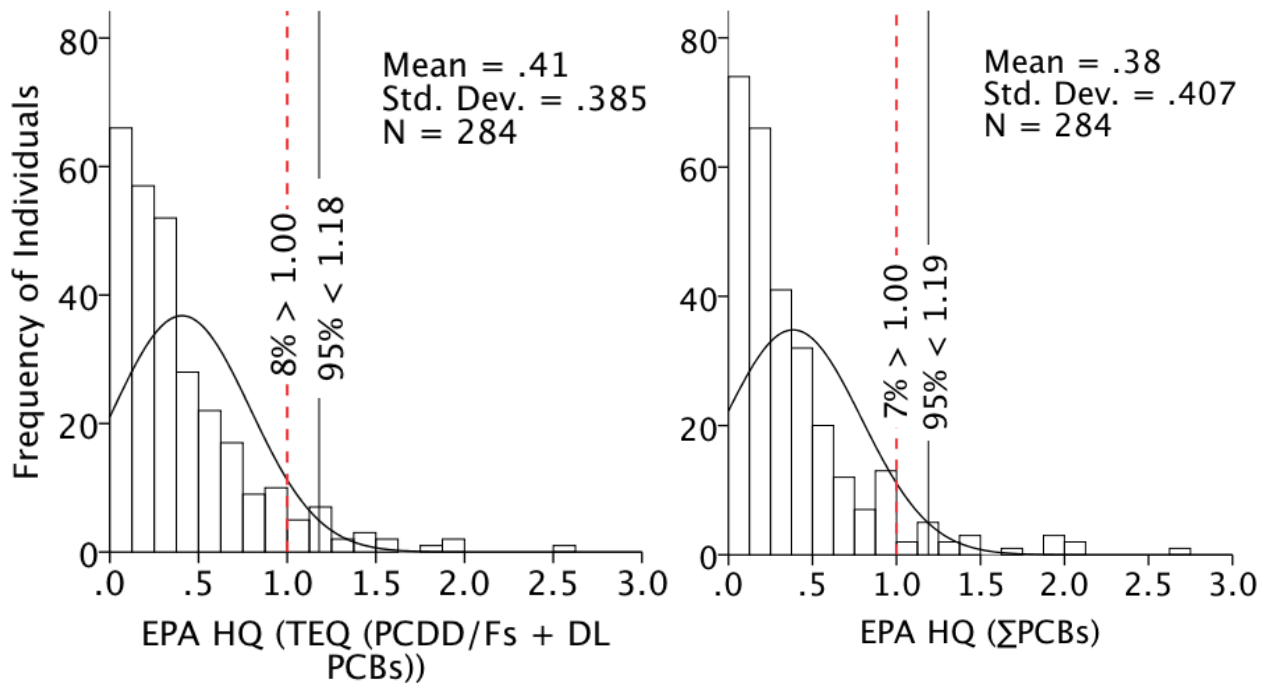 Frequency of Individuals
80
60
40
20
0
Mean = .41
Std. Dev. = .385
N = 284
8% > 1.00
95% < 1.18
.0
.5
1.0
1.5
2.0
2.5
3.0
EPA HQ (TEQ (PCDD/Fs + DL
PCBs))
80
60
40
20
0
Mean = .38
Std. Dev. = .407
N = 284
7% > 1.00
95% < 1.19
.0
.5
1.0
1.5
2.0
2.5
3.0
EPA HQ (∑PCBs)